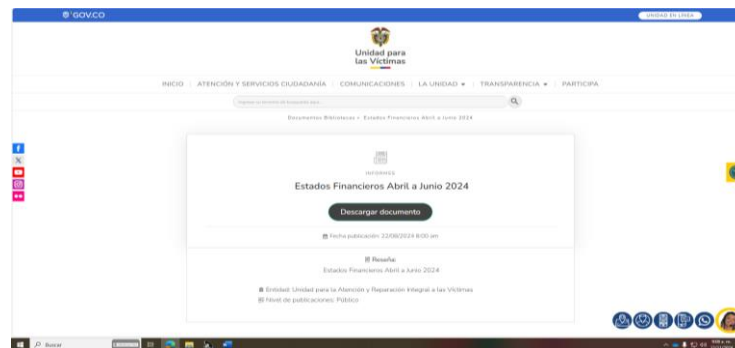 GOV.CO
UNIDAD EN LÍNEA
Unidad para
las Víctimas
INICIO
ATENCIÓN Y SERVICIOS CIUDADANÍA
COMUNICACIONES
LA UNIDAD
TRANSPARENCIA
PARTICIPA
Documentos Bibliotecas > Estados Financieros Abril a Junio 2024
INFORMES
Estados Financieros Abril a Junio 2024
Descargar documento
Fecha publicación: 22/08/2024 8:00 am
Reseña:
Estados Financieros Abril a Junio 2024
Entidad: Unidad para la Atención y Reparación Integral a las Víctimas
Nivel de publicaciones: Público
Buscar